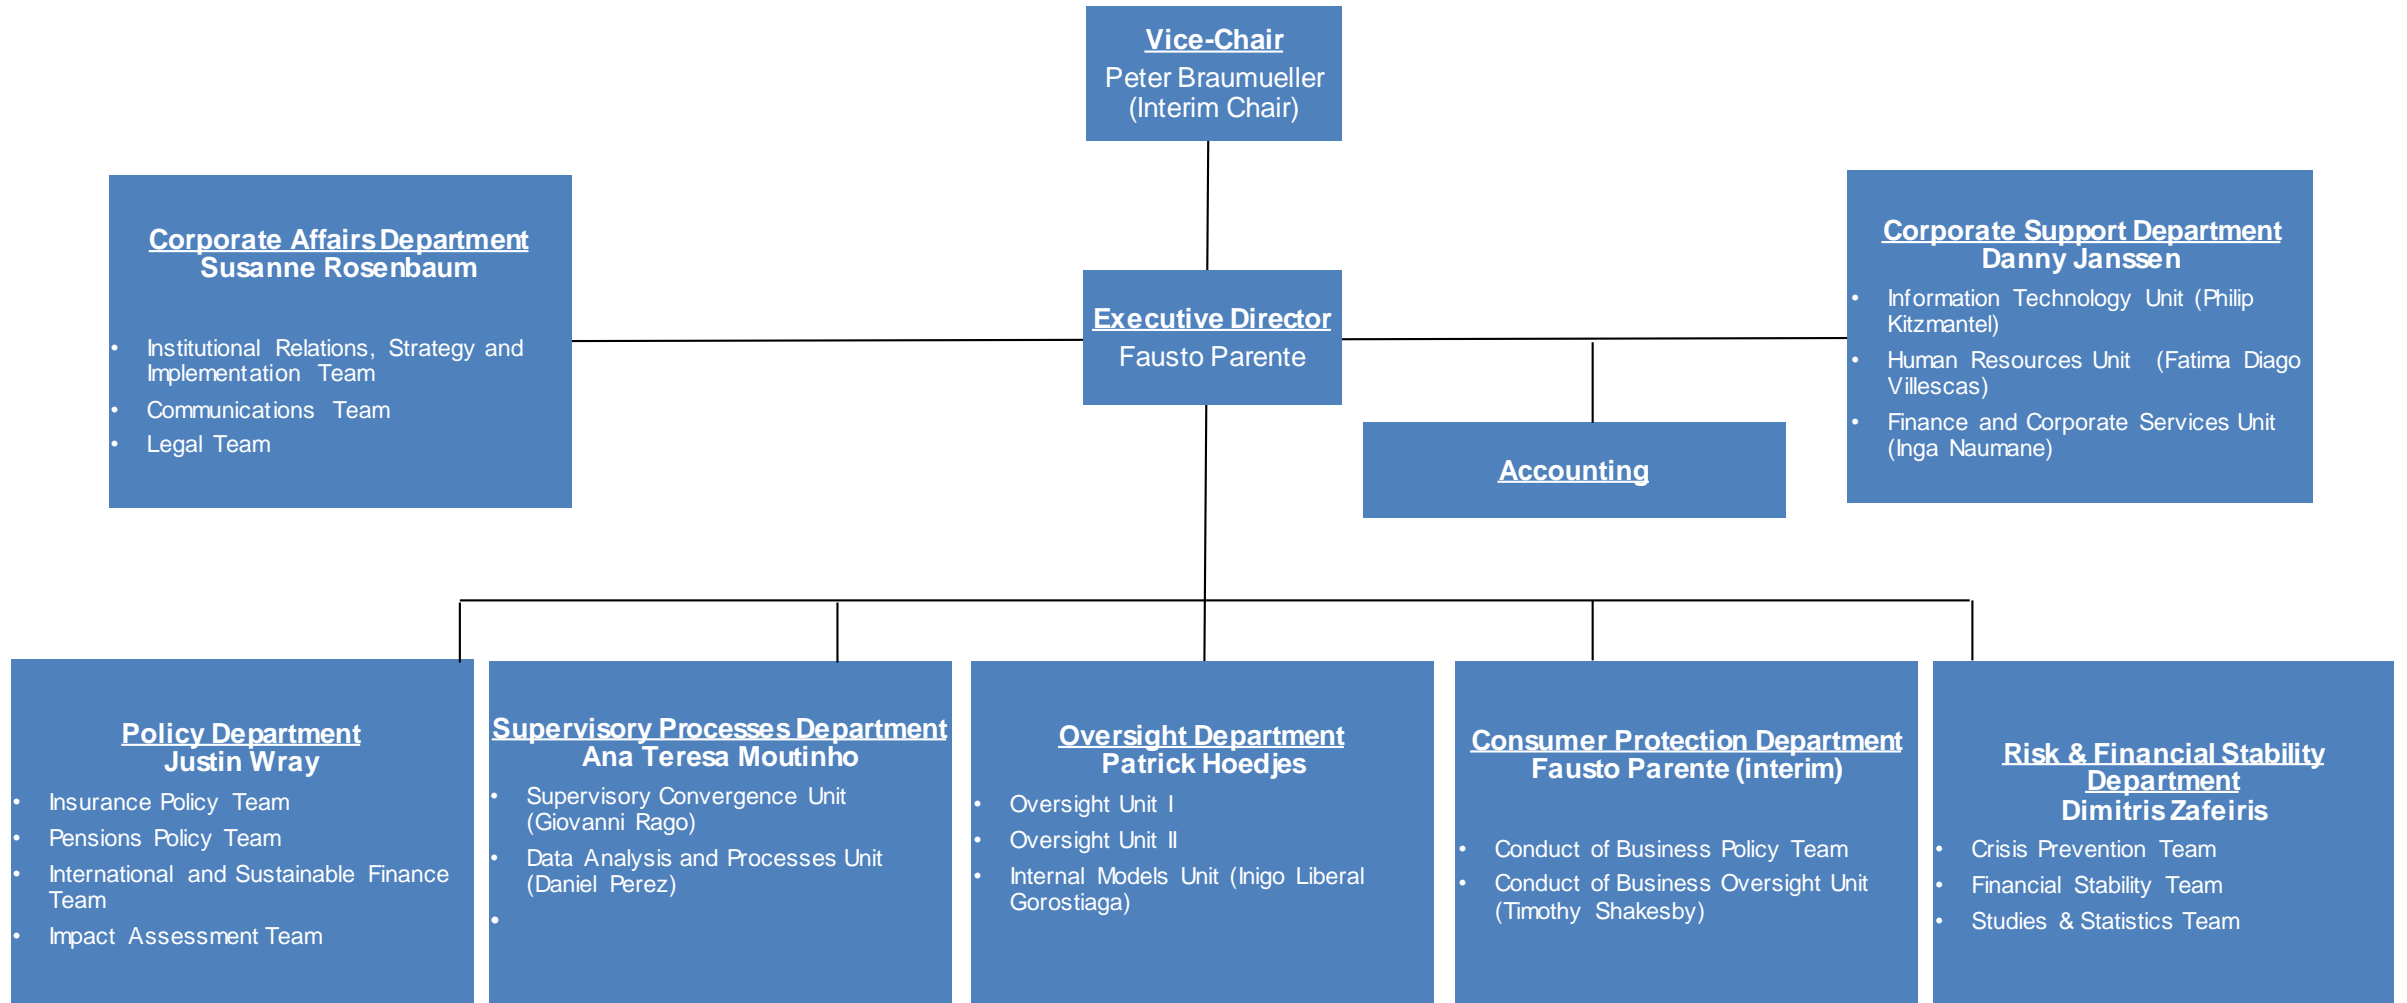 Vice-Chair
Peter Braumueller
(Interim Chair)
Corporate Affairs Department
Susanne Rosenbaum
• Institutional Relations, Strategy and
Implementation Team
• Communications Team
• Legal Team
Executive Director
Fausto Parente
Corporate Support Department
Danny Janssen
• Information Technology Unit (Philip
Kitzmantel)
• Human Resources Unit (Fatima Diago
Villescas)
• Finance and Corporate Services Unit
(Inga Naumane)
Accounting
Policy Department
Justin Wray
• Insurance Policy Team
• Pensions Policy Team
• International and Sustainable Finance
Team
• Impact Assessment Team
Supervisory Processes Department
Ana Teresa Moutinho
• Supervisory Convergence Unit
(Giovanni Rago)
• Data Analysis and Processes Unit
(Daniel Perez)
•
Oversight Department
Patrick Hoedjes
• Oversight Unit I
• Oversight Unit II
• Internal Models Unit (Inigo Liberal
Gorostiaga)
Consumer Protection Department
Fausto Parente (interim)
• Conduct of Business Policy Team
• Conduct of Business Oversight Unit
(Timothy Shakesby)
Risk & Financial Stability
Department
Dimitris Zafeiris
• Crisis Prevention Team
• Financial Stability Team
• Studies & Statistics Team